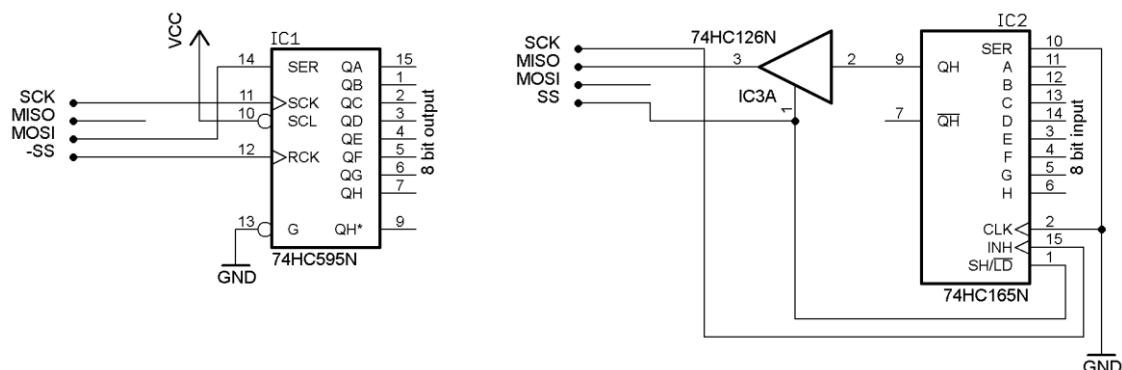 VCC
IC1
14 SER QA 15
QB 1
SCK 11 SCK QC 2
MISO 10 SCL QD 3
MOSI QE 4
-SS 12 RCK QF 5
QG 6
QH 7
13 G QH* 9
8 bit output
74HC595N
GND
IC2
SCK 74HC126N SER 10
MISO 3 2 9 QH A 11
MOSI B 12
SS IC3A C 13
1 7 QH D 14
E 3
F 4
G 5
H 6
8 bit input
CLK 2
INH 15
SH/LD 1
74HC165N
GND